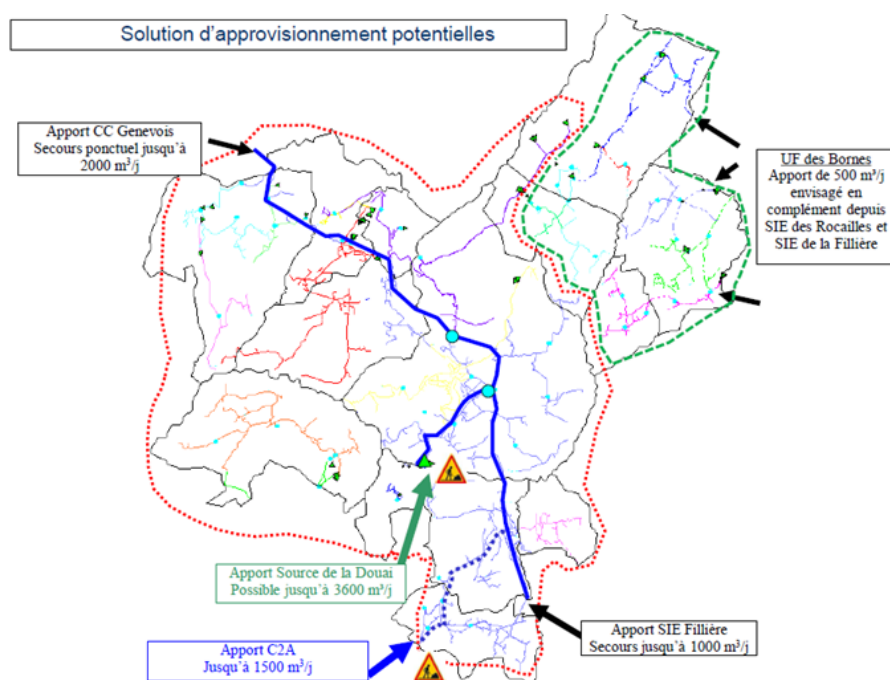 Solution d'approvisionnement potentielles
Apport CC Genevois
Secours ponctuel jusqu'à
2000 m³/j
UF des Bornes
Apport de 500 m³/j
envisagé en
complément depuis
SIE des Rocailles et
SIE de la Fillière
Apport Source de la Douai
Possible jusqu'à 3600 m³/j
Apport C2A
Jusqu'à 1500 m³/j
Apport SIE Fillière
Secours jusqu'à 1000 m³/j